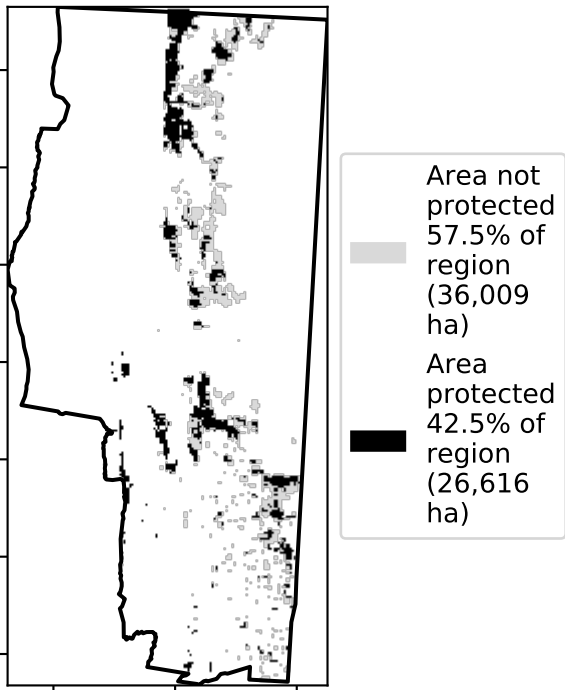 Area not
protected
57.5% of
region
(36,009
ha)
Area
protected
42.5% of
region
(26,616
ha)